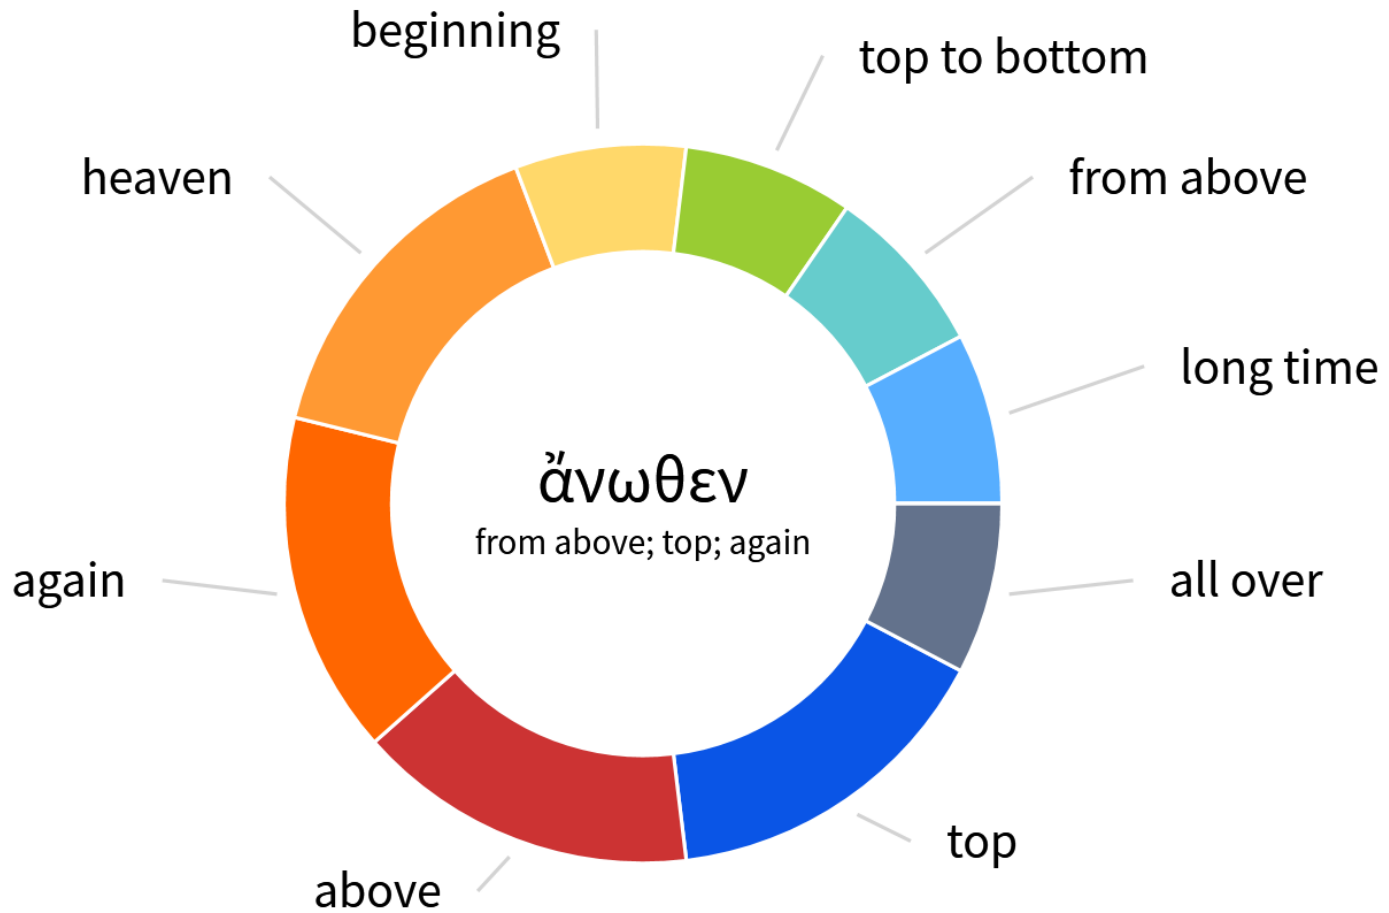 beginning
top to bottom
heaven
from above
long time
ἄνωθεν
from above; top; again
again
all over
top
above